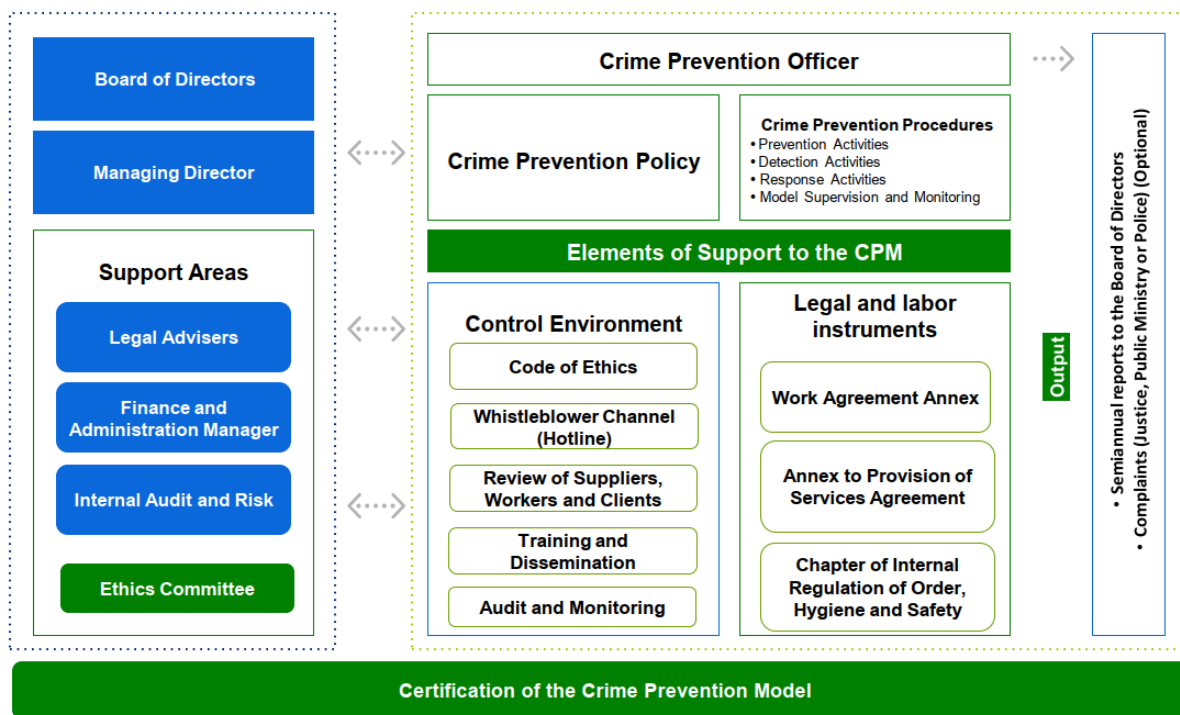 Board of Directors
Managing Director
Support Areas
Legal Advisers
Finance and
Administration Manager
Internal Audit and Risk
Ethics Committee
Crime Prevention Officer
Crime Prevention Policy
Crime Prevention Procedures
• Prevention Activities
• Detection Activities
• Response Activities
• Model Supervision and Monitoring
Elements of Support to the CPM
Control Environment
Code of Ethics
Whistleblower Channel
(Hotline)
Review of Suppliers,
Workers and Clients
Training and
Dissemination
Audit and Monitoring
Legal and labor
instruments
Work Agreement Annex
Annex to Provision of
Services Agreement
Chapter of Internal
Regulation of Order,
Hygiene and Safety
Output
• Semiannual reports to the Board of Directors
• Complaints (Justice, Public Ministry or Police) (Optional)
Certification of the Crime Prevention Model